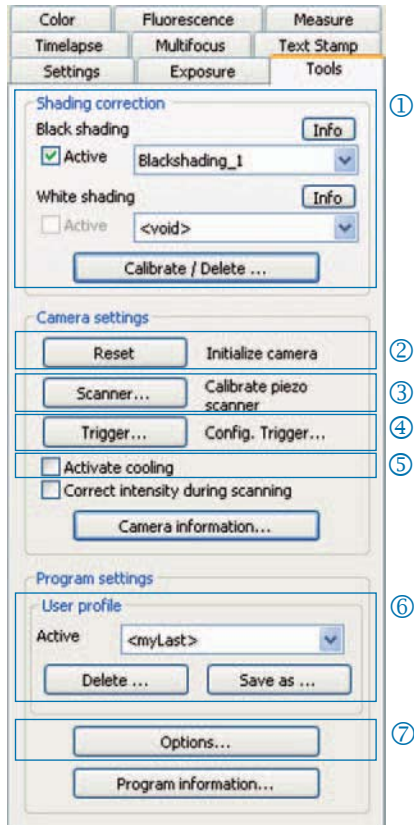 Color Fluorescence Measure
Timelapse Multifocus Text Stamp
Settings Exposure Tools
Shading correction ①
Black shading Info
Active Blackshading_1
White shading Info
Active <void>
Calibrate / Delete ...
Camera settings
Reset Initialize camera ②
Scanner... Calibrate piezo scanner ③
Trigger... Config. Trigger... ④
Activate cooling ⑤
Correct intensity during scanning
Camera information...
Program settings
User profile ⑥
Active <myLast>
Delete ... Save as ...
Options... ⑦
Program information...